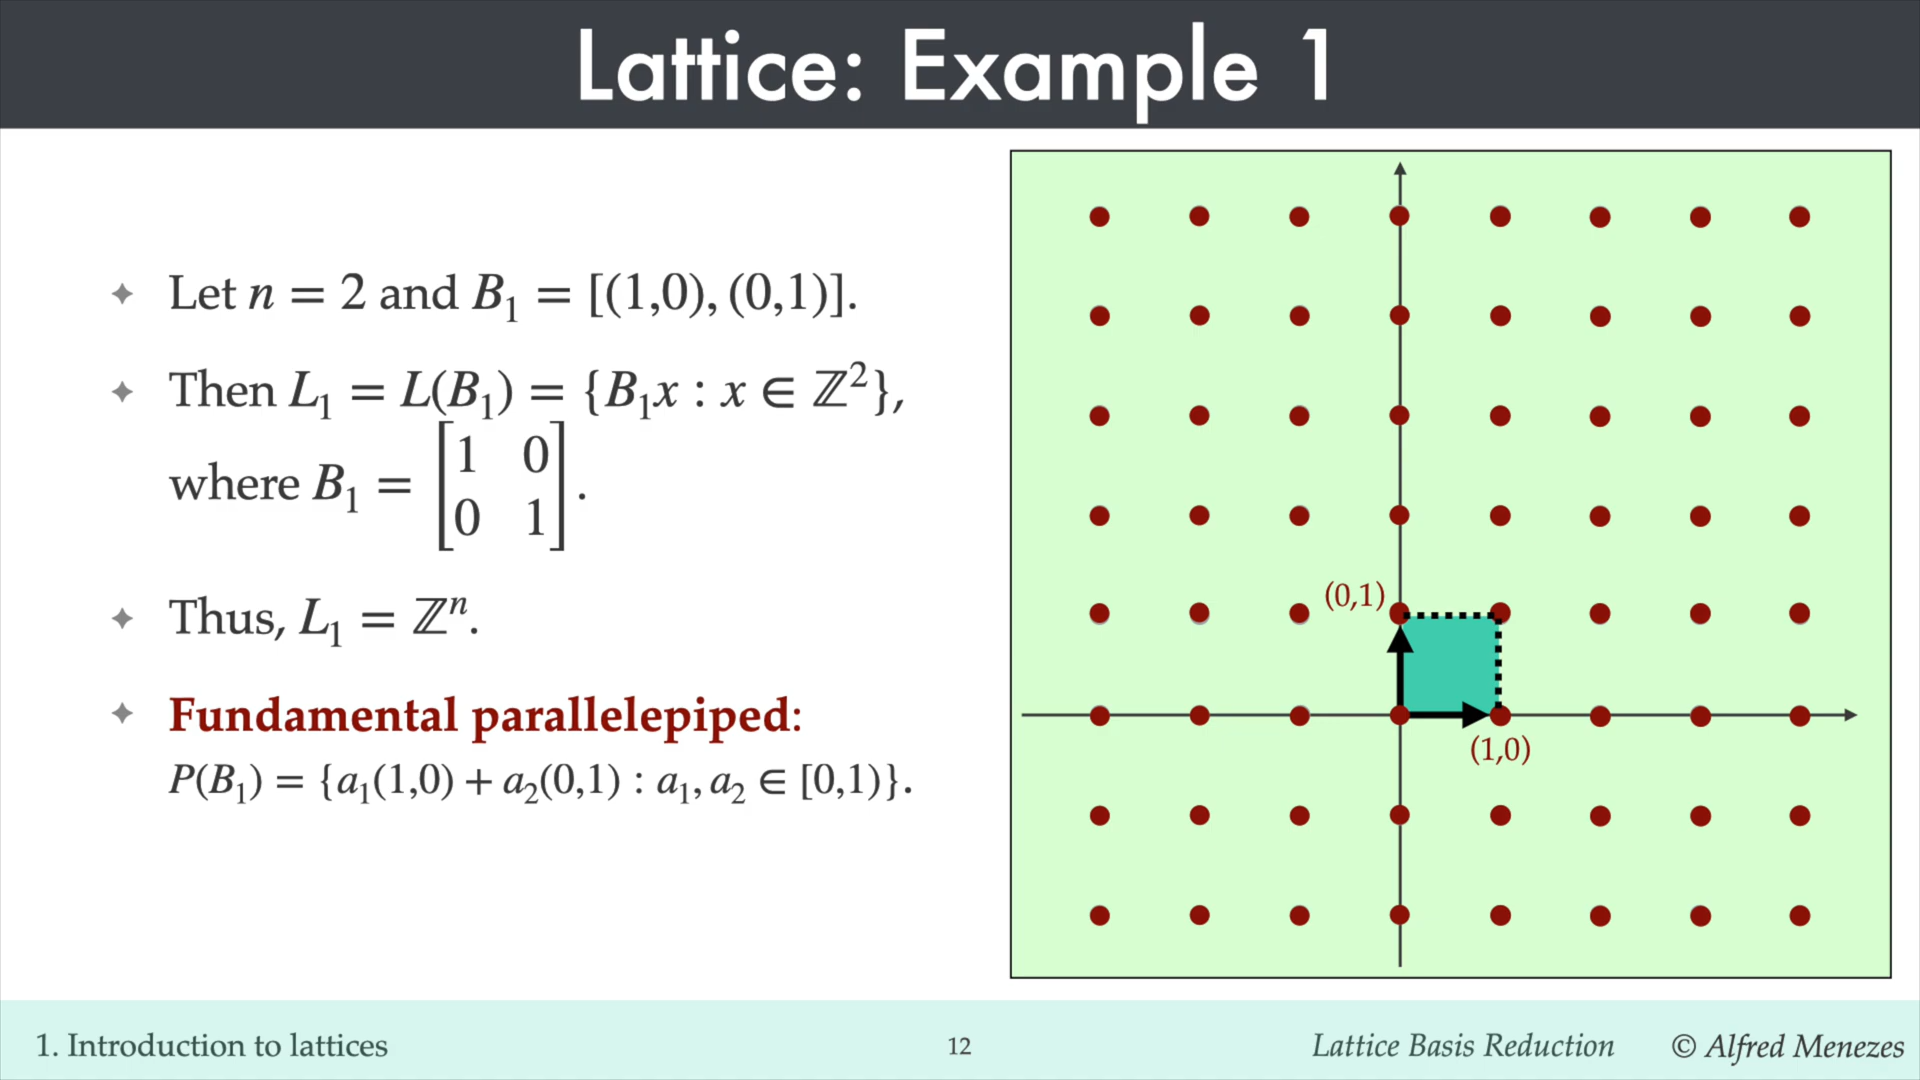 Lattice: Example 1
Let n = 2 and B₁ = [(1,0), (0,1)].
Then L₁ = L(B₁) = {B₁x : x ∈ ℤ²},
where B₁ = [1 0
0 1].
Thus, L₁ = ℤⁿ.
Fundamental parallelepiped:
P(B₁) = {a₁(1,0) + a₂(0,1) : a₁, a₂ ∈ [0,1)}.
(0,1)
(1,0)
1. Introduction to lattices
12
Lattice Basis Reduction
© Alfred Menezes